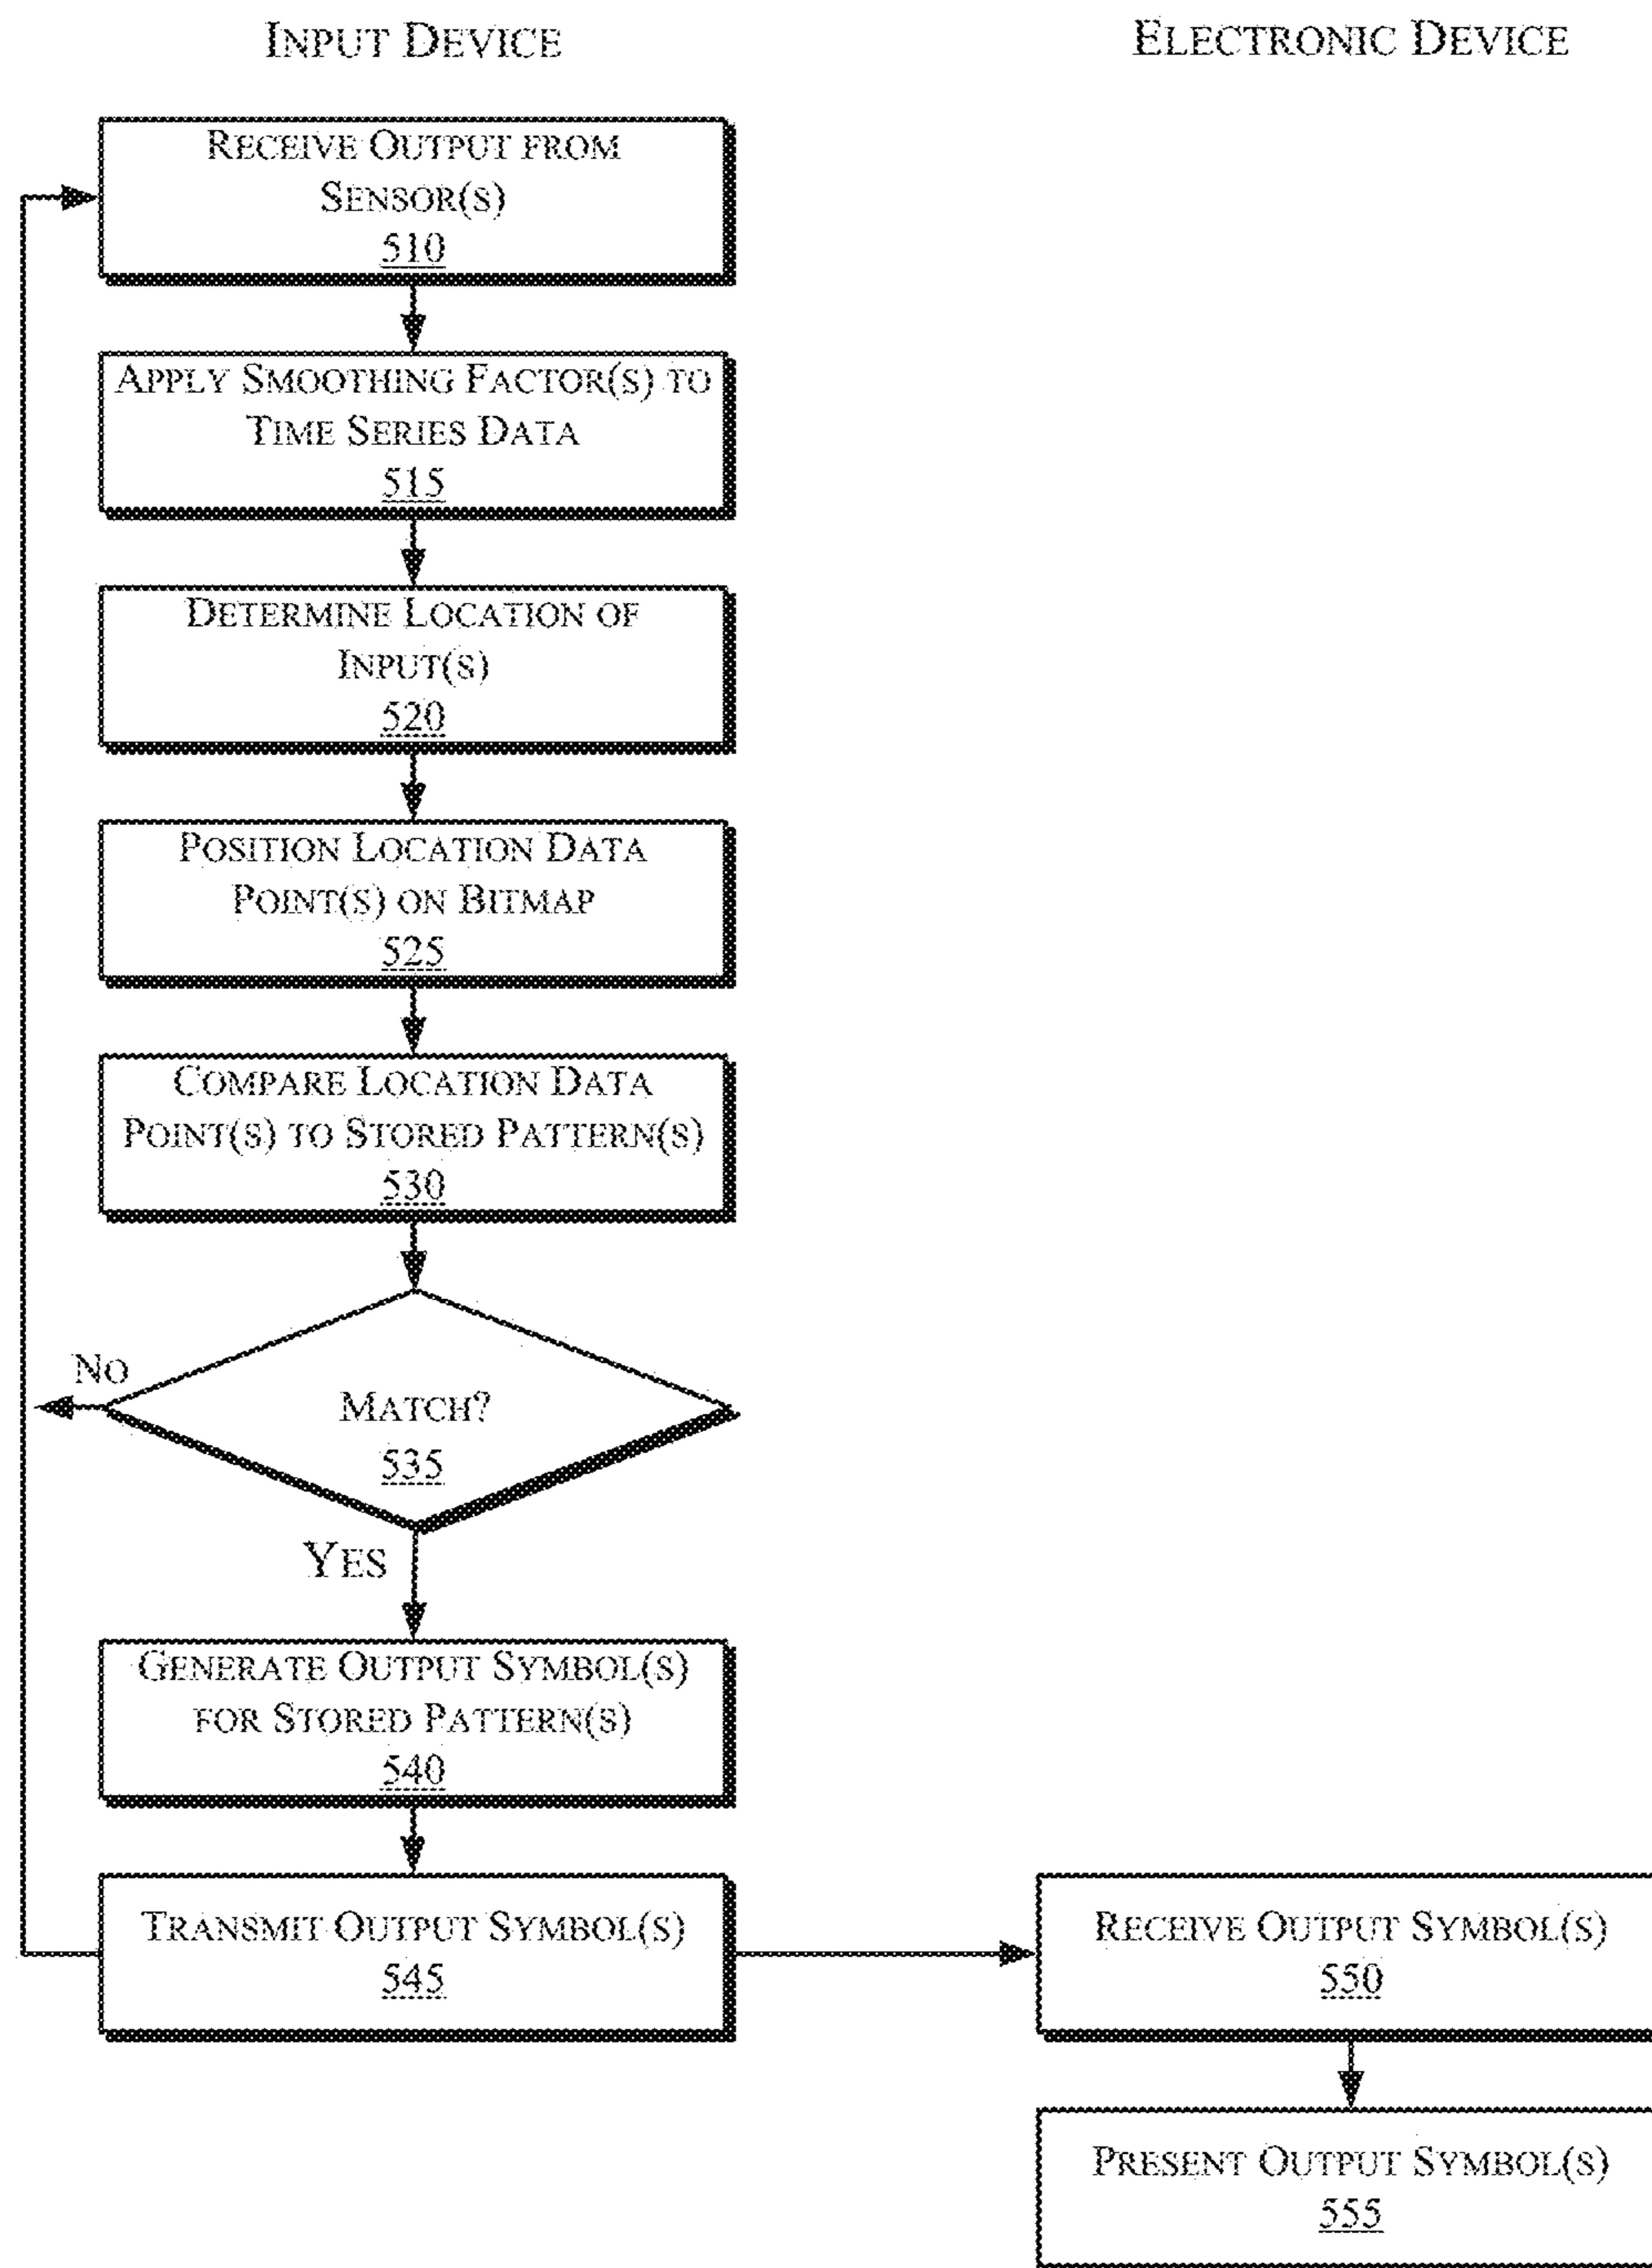 INPUT DEVICE
ELECTRONIC DEVICE
RECEIVE OUTPUT FROM
SENSOR(S)
510
APPLY SMOOTHING FACTOR(S) TO
TIME SERIES DATA
515
DETERMINE LOCATION OF
INPUT(S)
520
POSITION LOCATION DATA
POINT(S) ON BITMAP
525
COMPARE LOCATION DATA
POINT(S) TO STORED PATTERN(S)
530
NO
MATCH?
535
YES
GENERATE OUTPUT SYMBOL(S)
FOR STORED PATTERN(S)
540
TRANSMIT OUTPUT SYMBOL(S)
545
RECEIVE OUTPUT SYMBOL(S)
550
PRESENT OUTPUT SYMBOL(S)
555